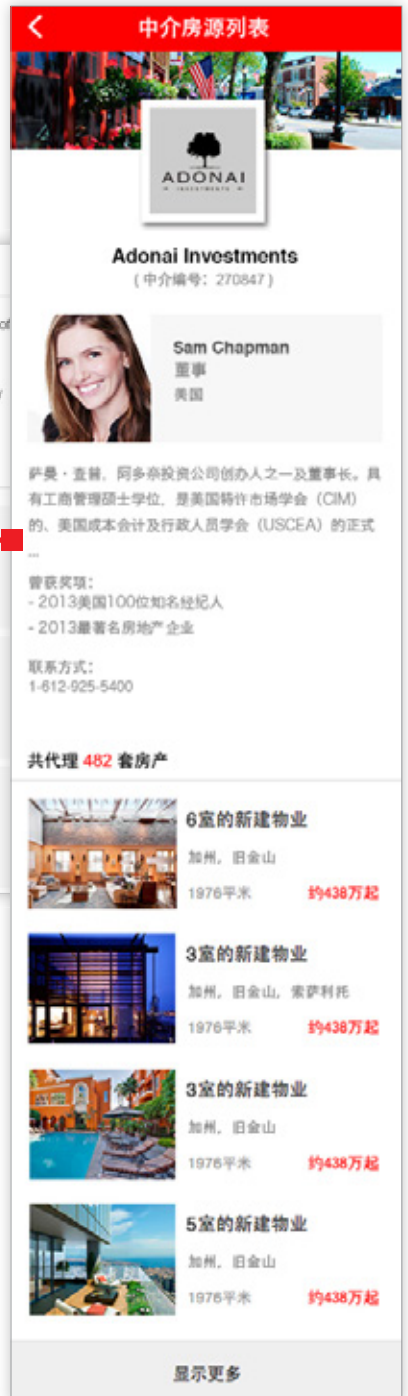 中介房源列表
ADONAI
INVESTMENTS
Adonai Investments
(中介编号：270847)
of
Sam Chapman
董事
美国
萨曼·查普，阿多奈投资公司创办人之一及董事长。具
有工商管理硕士学位，是美国特许市场学会（CIM）
的、美国成本会计及行政人员学会（USCEA）的正式
...
曾获奖项：
- 2013美国100位知名经纪人
- 2013最著名房地产企业
联系方式：
1-612-925-5400
共代理 482 套房产
6室的新建物业
加州，旧金山
1976平米 约438万起
3室的新建物业
加州，旧金山，索萨利托
1976平米 约438万起
3室的新建物业
加州，旧金山
1976平米 约438万起
5室的新建物业
加州，旧金山
1976平米 约438万起
显示更多